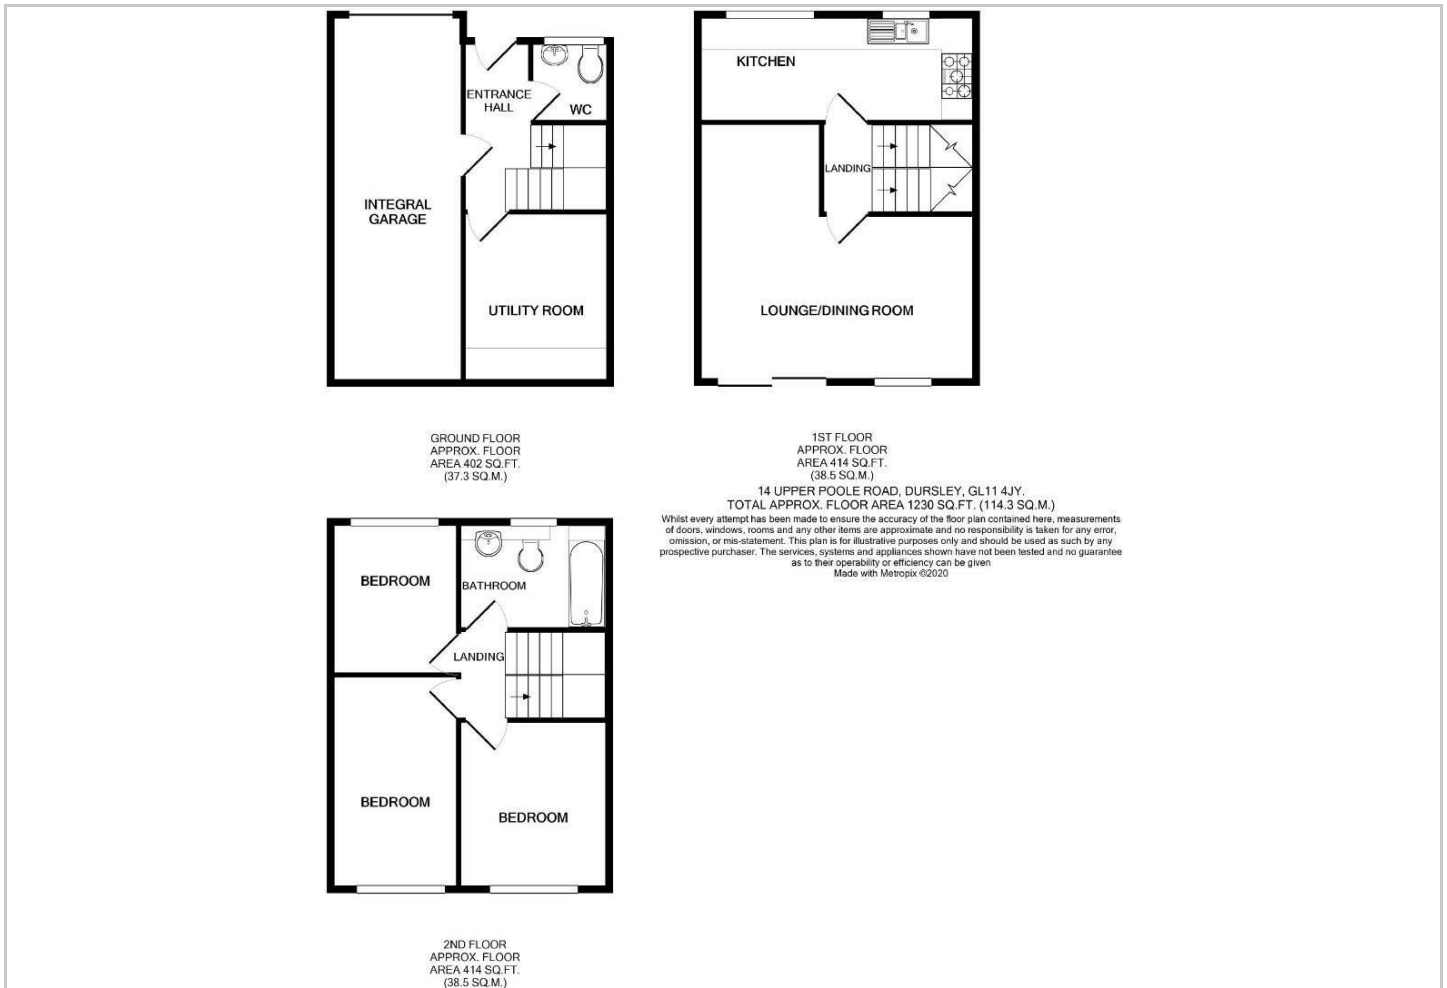 ENTRANCE
HALL
WC
INTEGRAL
GARAGE
UTILITY ROOM
GROUND FLOOR
APPROX. FLOOR
AREA 402 SQ.FT.
(37.3 SQ.M.)
KITCHEN
LANDING
LOUNGE/DINING ROOM
1ST FLOOR
APPROX. FLOOR
AREA 414 SQ.FT.
(38.5 SQ.M.)
14 UPPER POOLE ROAD, DURSLEY, GL11 4JY.
TOTAL APPROX. FLOOR AREA 1230 SQ.FT. (114.3 SQ.M.)
Whilst every attempt has been made to ensure the accuracy of the floor plan contained here, measurements
of doors, windows, rooms and any other items are approximate and no responsibility is taken for any error,
omission, or mis-statement. This plan is for illustrative purposes only and should be used as such by any
prospective purchaser. The services, systems and appliances shown have not been tested and no guarantee
as to their operability or efficiency can be given
Made with Metropix ©2020
BEDROOM
BATHROOM
LANDING
BEDROOM
BEDROOM
2ND FLOOR
APPROX. FLOOR
AREA 414 SQ.FT.
(38.5 SQ.M.)